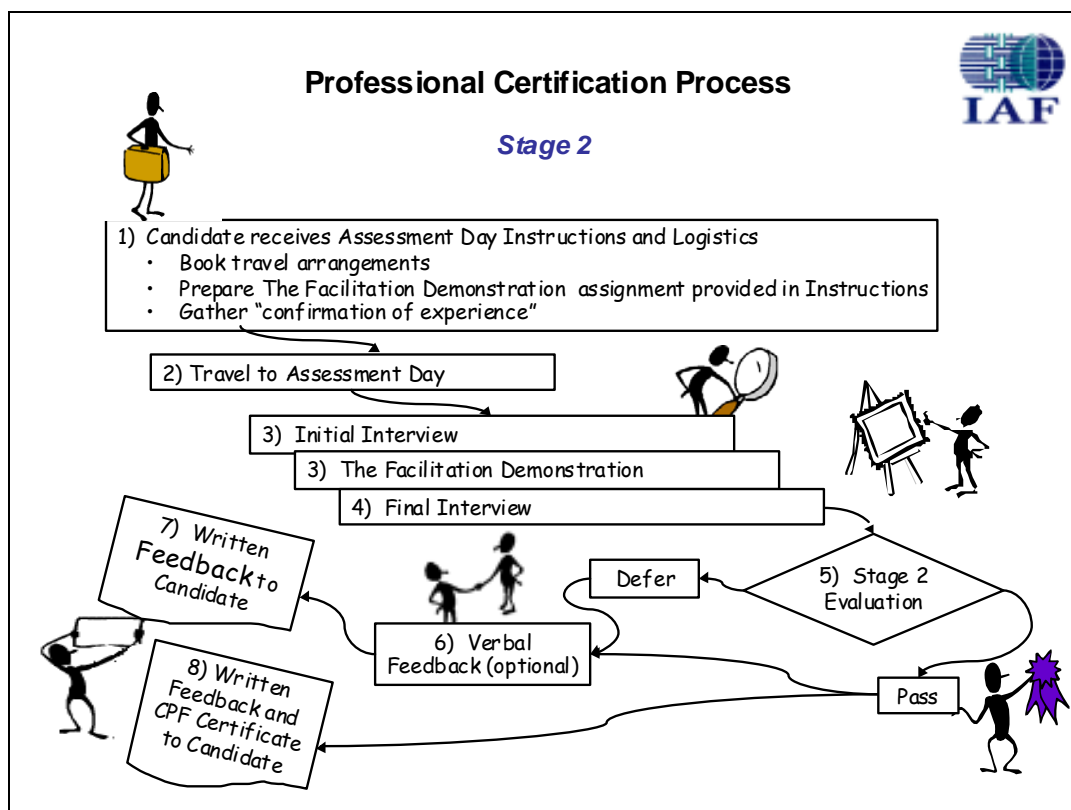 Professional Certification Process
IAF
Stage 2
1) Candidate receives Assessment Day Instructions and Logistics
• Book travel arrangements
• Prepare The Facilitation Demonstration assignment provided in Instructions
• Gather “confirmation of experience”
2) Travel to Assessment Day
3) Initial Interview
3) The Facilitation Demonstration
4) Final Interview
5) Stage 2
Evaluation
Defer
6) Verbal
Feedback (optional)
7) Written
Feedback to
Candidate
Pass
8) Written
Feedback and
CPF Certificate
to Candidate